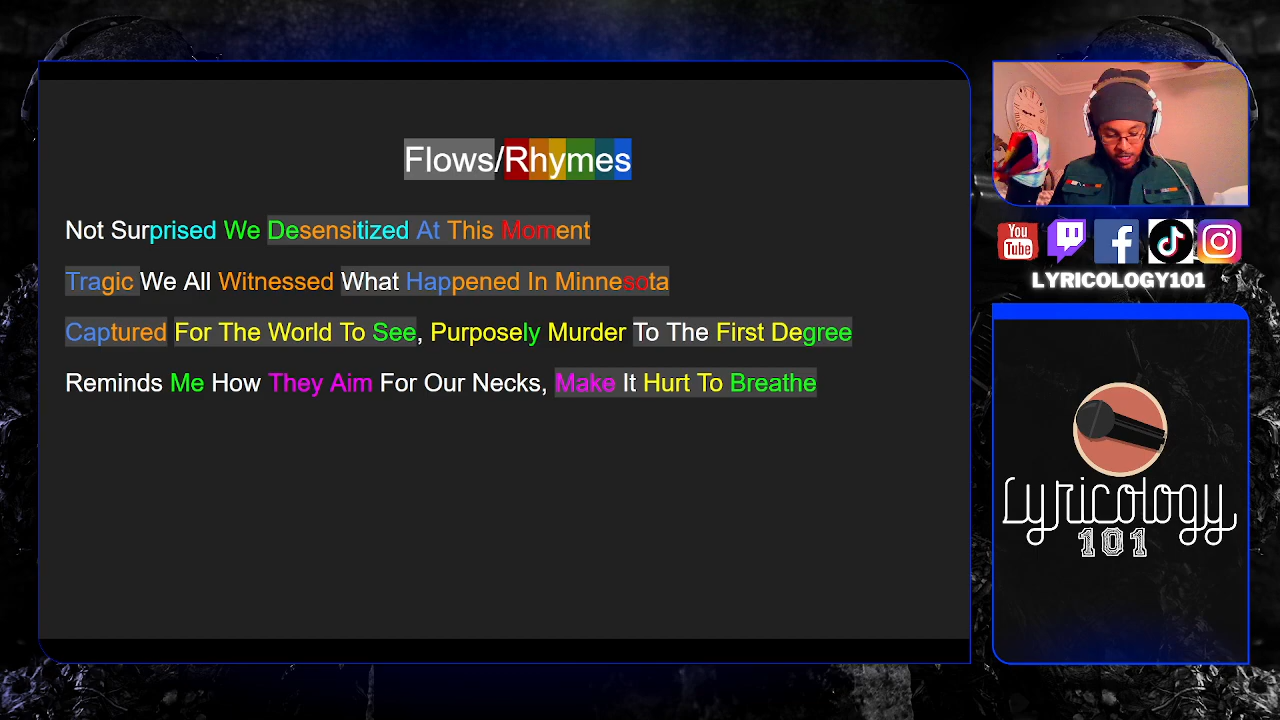 Flows/Rhymes
Not Surprised We Desensitized At This Moment
Tragic We All Witnessed What Happened In Minnesota
Captured For The World To See, Purposely Murder To The First Degree
Reminds Me How They Aim For Our Necks, Make It Hurt To Breathe
You
Tube
LYRICOLOGY101
Lyricology
101